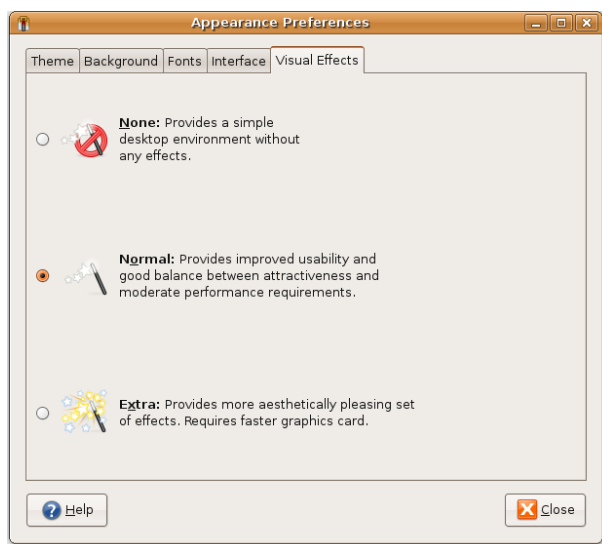 Appearance Preferences
Theme Background Fonts Interface Visual Effects
None: Provides a simple
desktop environment without
any effects.
Normal: Provides improved usability and
good balance between attractiveness and
moderate performance requirements.
Extra: Provides more aesthetically pleasing set
of effects. Requires faster graphics card.
Help Close